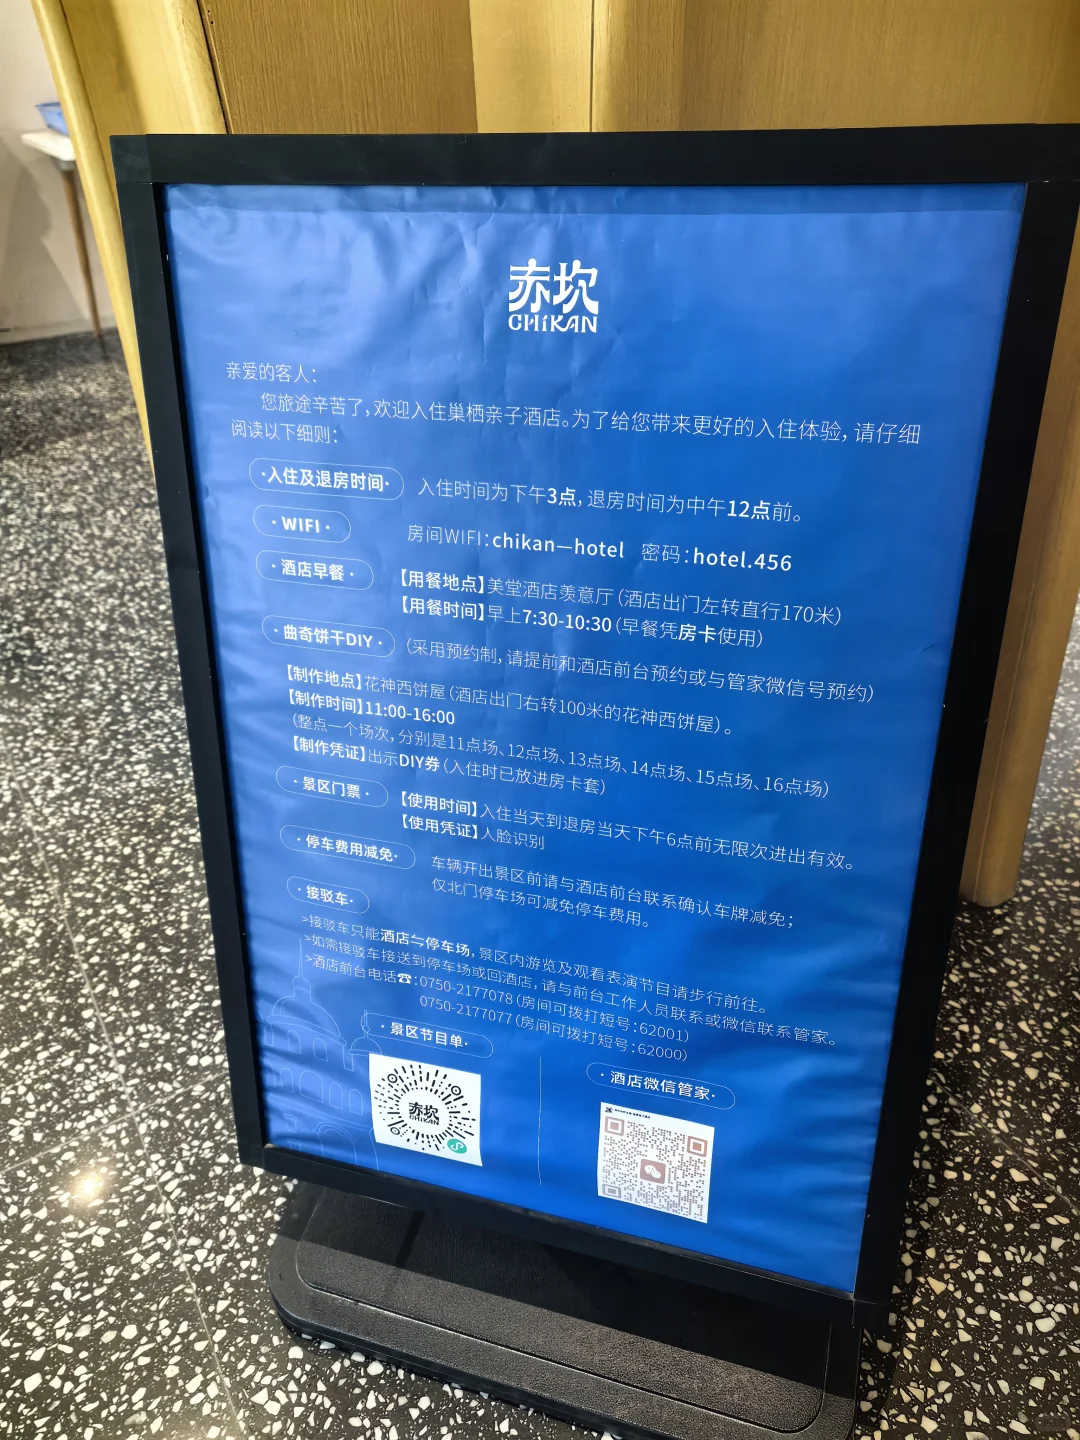 赤坎
CHIKAN
亲爱的客人：
您旅途辛苦了，欢迎入住巢栖亲子酒店。为了给您带来更好的入住体验，请仔细
阅读以下细则：
·入住及退房时间· 入住时间为下午3点，退房时间为中午12点前。
·WIFI· 房间WIFI：chikan—hotel 密码：hotel.456
·酒店早餐· 【用餐地点】美堂酒店羡意厅（酒店出门左转直行170米）
【用餐时间】早上7:30-10:30（早餐凭房卡使用）
·曲奇饼干DIY· （采用预约制，请提前和酒店前台预约或与管家微信号预约）
【制作地点】花神西饼屋（酒店出门右转100米的花神西饼屋）。
【制作时间】11:00-16:00
（整点一个场次，分别是11点场、12点场、13点场、14点场、15点场、16点场）
【制作凭证】出示DIY券（入住时已放进房卡套）
·景区门票· 【使用时间】入住当天到退房当天下午6点前无限次进出有效。
【使用凭证】人脸识别
·停车费用减免· 车辆开出景区前请与酒店前台联系确认车牌减免；
仅北门停车场可减免停车费用。
·接驳车·
>接驳车只能酒店⇋停车场，景区内游览及观看表演节目请步行前往。
>如需接驳车接送到停车场或回酒店，请与前台工作人员联系或微信联系管家。
>酒店前台电话☎：0750-2177078（房间可拨打短号：62001）
0750-2177077（房间可拨打短号：62000）
·景区节目单·
·酒店微信管家·
赤坎
CHIKAN